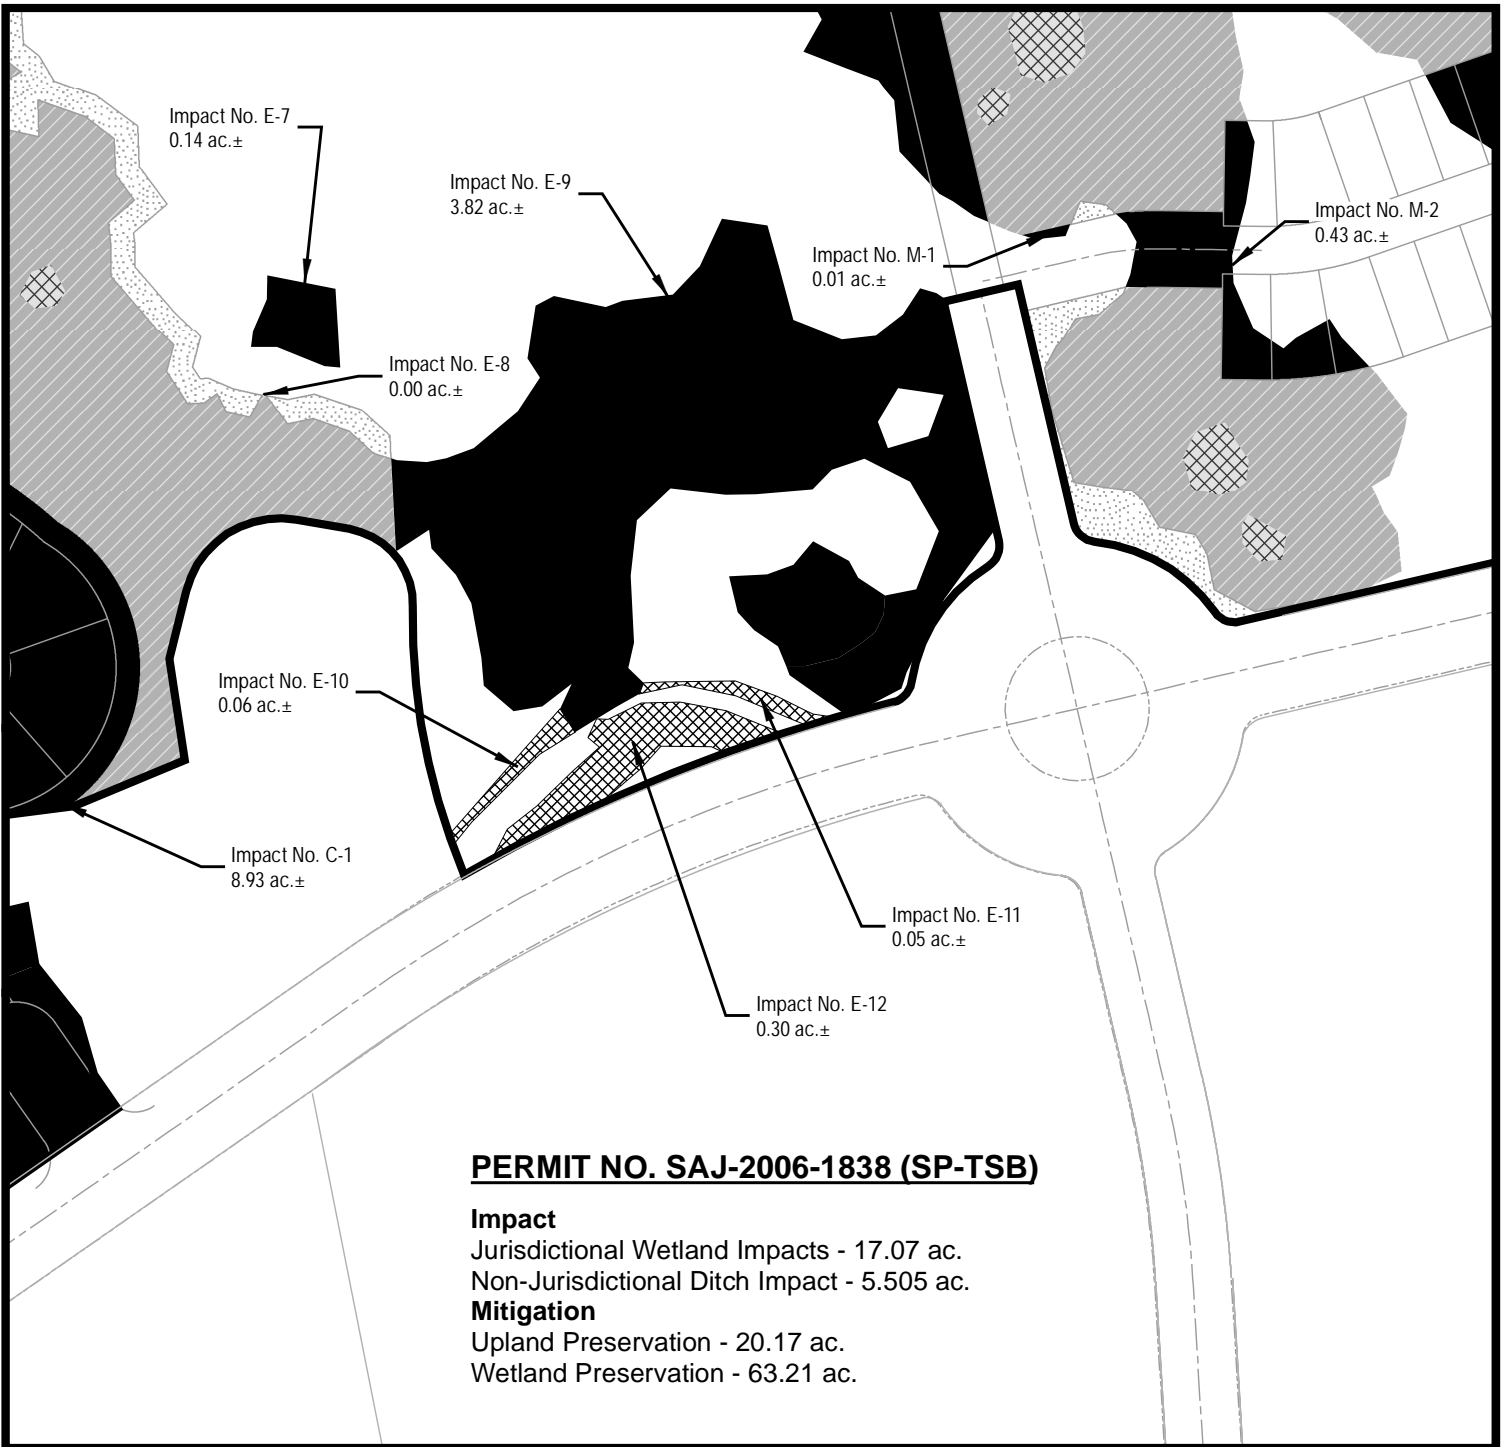 Impact No. E-7
0.14 ac.±
Impact No. E-9
3.82 ac.±
Impact No. M-2
0.43 ac.±
Impact No. M-1
0.01 ac.±
Impact No. E-8
0.00 ac.±
Impact No. E-10
0.06 ac.±
Impact No. C-1
8.93 ac.±
Impact No. E-11
0.05 ac.±
Impact No. E-12
0.30 ac.±
PERMIT NO. SAJ-2006-1838 (SP-TSB)
Impact
Jurisdictional Wetland Impacts - 17.07 ac.
Non-Jurisdictional Ditch Impact - 5.505 ac.
Mitigation
Upland Preservation - 20.17 ac.
Wetland Preservation - 63.21 ac.